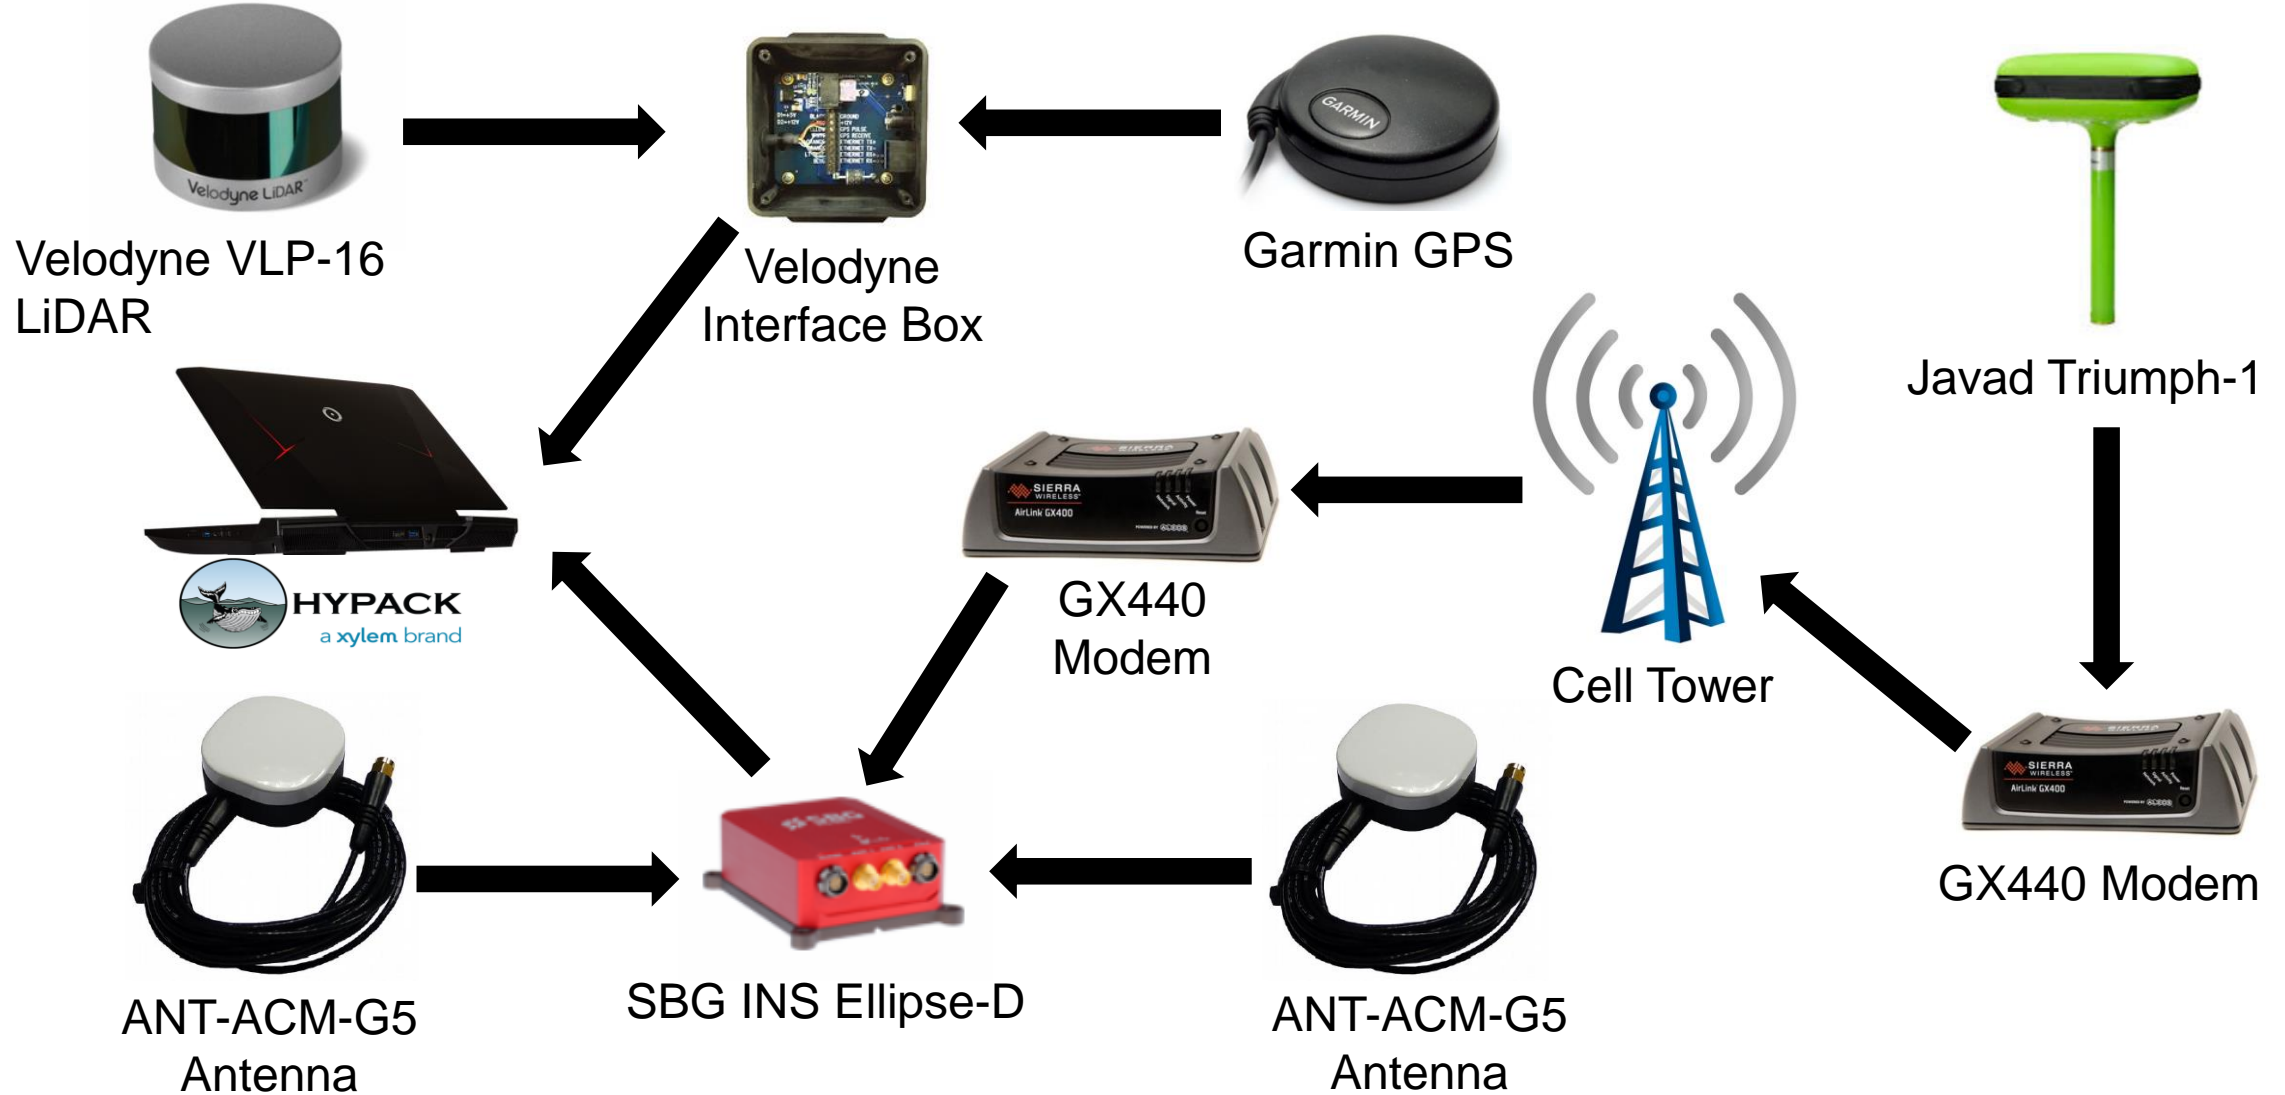 Velodyne LiDAR
GARMIN
Velodyne VLP-16
LiDAR
Velodyne
Interface Box
Garmin GPS
Javad Triumph-1
SIERRA
WIRELESS
AirLink GX400
HYPACK
a xylem brand
GX440
Modem
Cell Tower
SIERRA
WIRELESS
AirLink GX400
GX440 Modem
SBG
SBG INS Ellipse-D
ANT-ACM-G5
Antenna
ANT-ACM-G5
Antenna